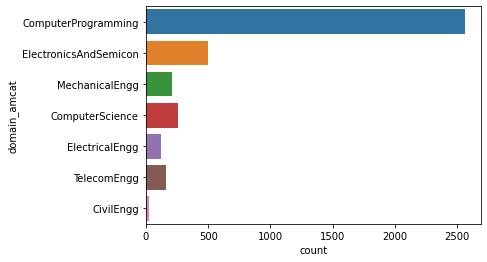 ComputerProgramming
ElectronicsAndSemicon
MechanicalEngg
ComputerScience
ElectricalEngg
TelecomEngg
CivilEngg
domain_amcat
0 500 1000 1500 2000 2500
count